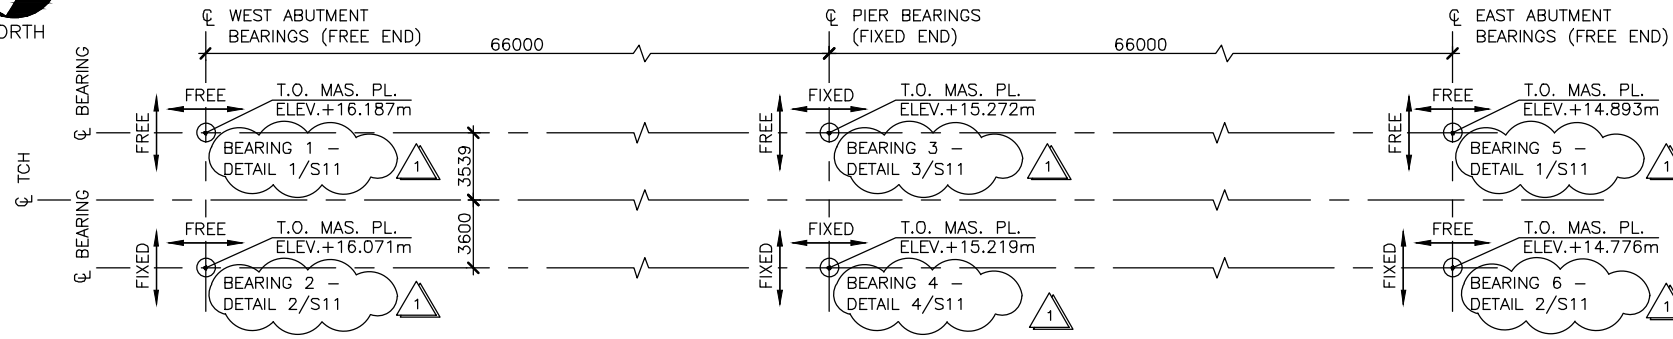 ORTH
℄ WEST ABUTMENT
BEARINGS (FREE END)
℄ PIER BEARINGS
(FIXED END)
℄ EAST ABUTMENT
BEARINGS (FREE END)
66000
66000
℄ BEARING
FREE
FREE
T.O. MAS. PL.
ELEV.+16.187m
BEARING 1 –
DETAIL 1/S11
1
3539
FREE
FIXED
T.O. MAS. PL.
ELEV.+15.272m
BEARING 3 –
DETAIL 3/S11
1
FREE
FREE
T.O. MAS. PL.
ELEV.+14.893m
BEARING 5 –
DETAIL 1/S11
1
℄ TCH
℄ BEARING
FIXED
FREE
T.O. MAS. PL.
ELEV.+16.071m
BEARING 2 –
DETAIL 2/S11
1
3600
FIXED
FIXED
T.O. MAS. PL.
ELEV.+15.219m
BEARING 4 –
DETAIL 4/S11
1
FIXED
FREE
T.O. MAS. PL.
ELEV.+14.776m
BEARING 6 –
DETAIL 2/S11
1